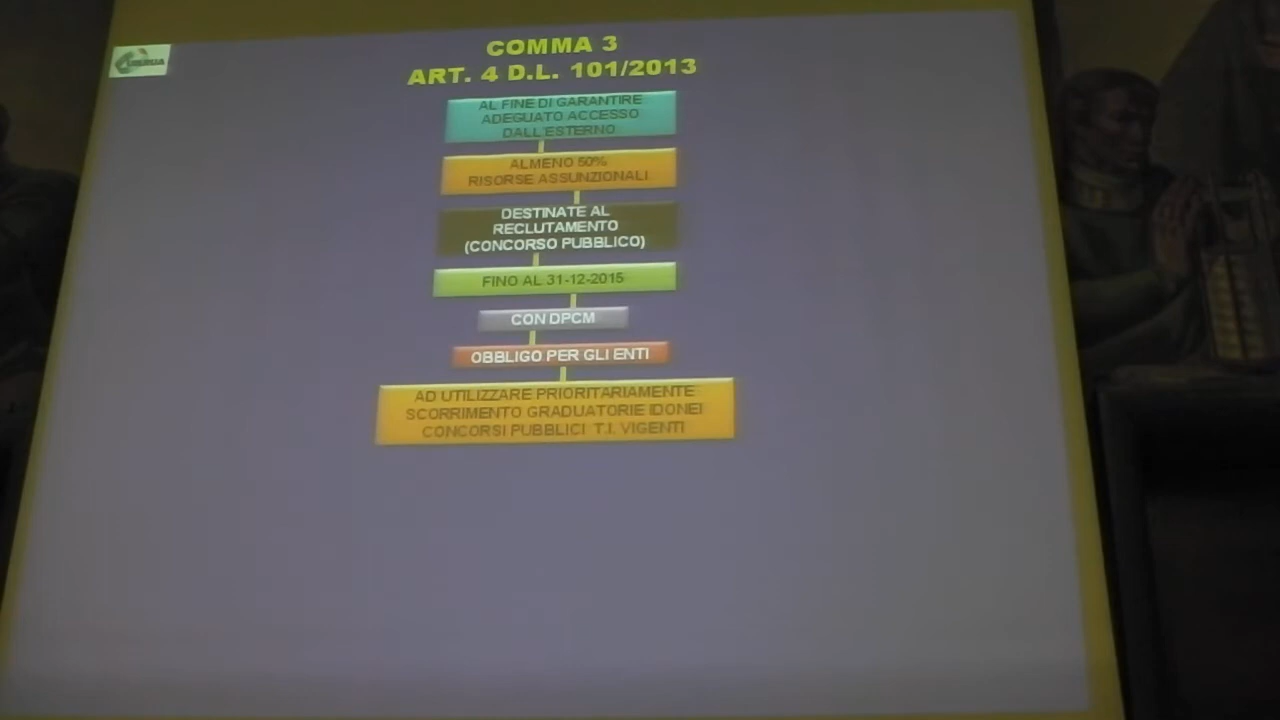 COMMA 3
ART. 4 D.L. 101/2013
AL FINE DI GARANTIRE
ADEGUATO ACCESSO
DALL'ESTERNO
ALMENO 50%
RISORSE ASSUNZIONALI
DESTINATE AL
RECLUTAMENTO
(CONCORSO PUBBLICO)
FINO AL 31-12-2015
CON DPCM
OBBLIGO PER GLI ENTI
AD UTILIZZARE PRIORITARIAMENTE
SCORRIMENTO GRADUATORIE IDONEI
CONCORSI PUBBLICI T.I. VIGENTI